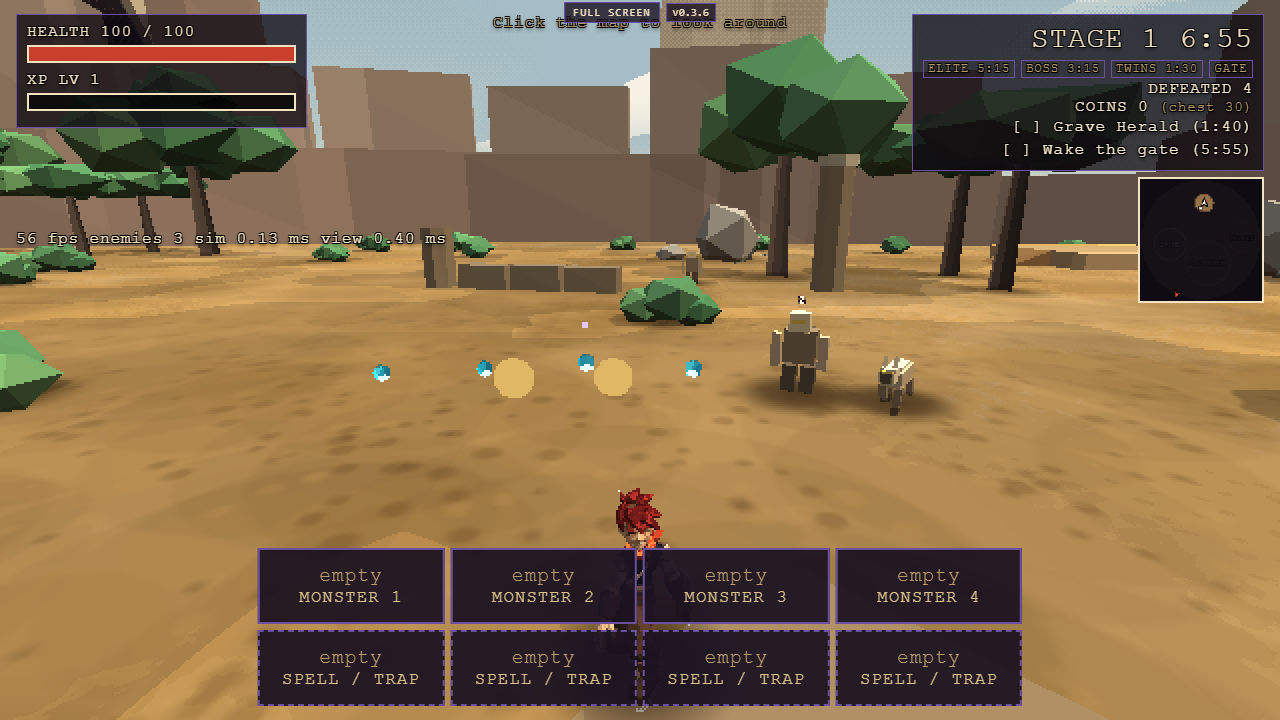 FULL SCREEN
v0.3.6
Click the map to look around
HEALTH 100 / 100
XP LV 1
STAGE 1 6:55
ELITE 5:15
BOSS 3:15
TWINS 1:30
GATE
DEFEATED 4
COINS 0 (chest 30)
[ ] Grave Herald (1:40)
[ ] Wake the gate (5:55)
56 fps enemies 3 sim 0.13 ms view 0.40 ms
empty
MONSTER 1
empty
MONSTER 2
empty
MONSTER 3
empty
MONSTER 4
empty
SPELL / TRAP
empty
SPELL / TRAP
empty
SPELL / TRAP
empty
SPELL / TRAP